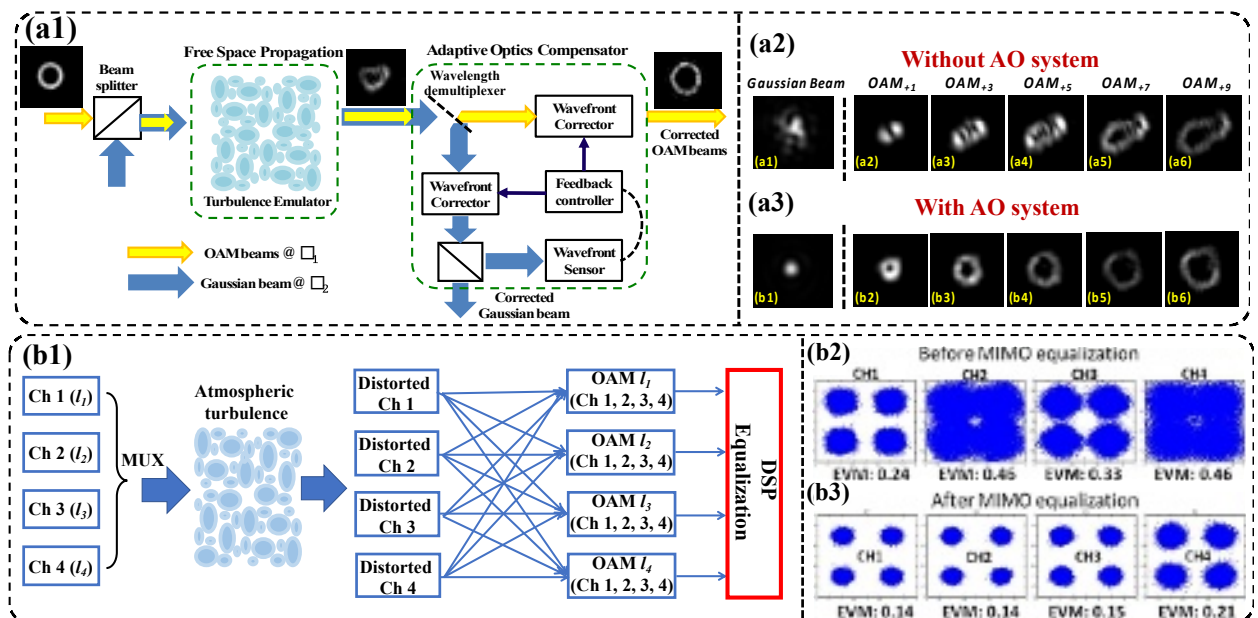 (a1)
Beam
splitter
Free Space Propagation
Turbulence Emulator
OAM beams @ □1
Gaussian beam @ □2
Adaptive Optics Compensator
Wavelength
demultiplexer
Wavefront
Corrector
Corrected
OAM beams
Wavefront
Corrector
Feedback
controller
Wavefront
Sensor
Corrected
Gaussian beam
(a2)
Without AO system
Gaussian Beam
OAM+1
OAM+3
OAM+5
OAM+7
OAM+9
(a1)
(a2)
(a3)
(a4)
(a5)
(a6)
(a3)
With AO system
(b1)
(b2)
(b3)
(b4)
(b5)
(b6)
(b1)
Ch 1 (l1)
Ch 2 (l2)
Ch 3 (l3)
Ch 4 (l4)
MUX
Atmospheric
turbulence
Distorted
Ch 1
Distorted
Ch 2
Distorted
Ch 3
Distorted
Ch 4
OAM l1
(Ch 1, 2, 3, 4)
OAM l2
(Ch 1, 2, 3, 4)
OAM l3
(Ch 1, 2, 3, 4)
OAM l4
(Ch 1, 2, 3, 4)
DSP
Equalization
(b2)
Before MIMO equalization
CH1
CH2
CH3
CH4
EVM: 0.24
EVM: 0.45
EVM: 0.33
EVM: 0.46
(b3)
After MIMO equalization
CH1
CH2
CH3
CH4
EVM: 0.14
EVM: 0.14
EVM: 0.15
EVM: 0.21